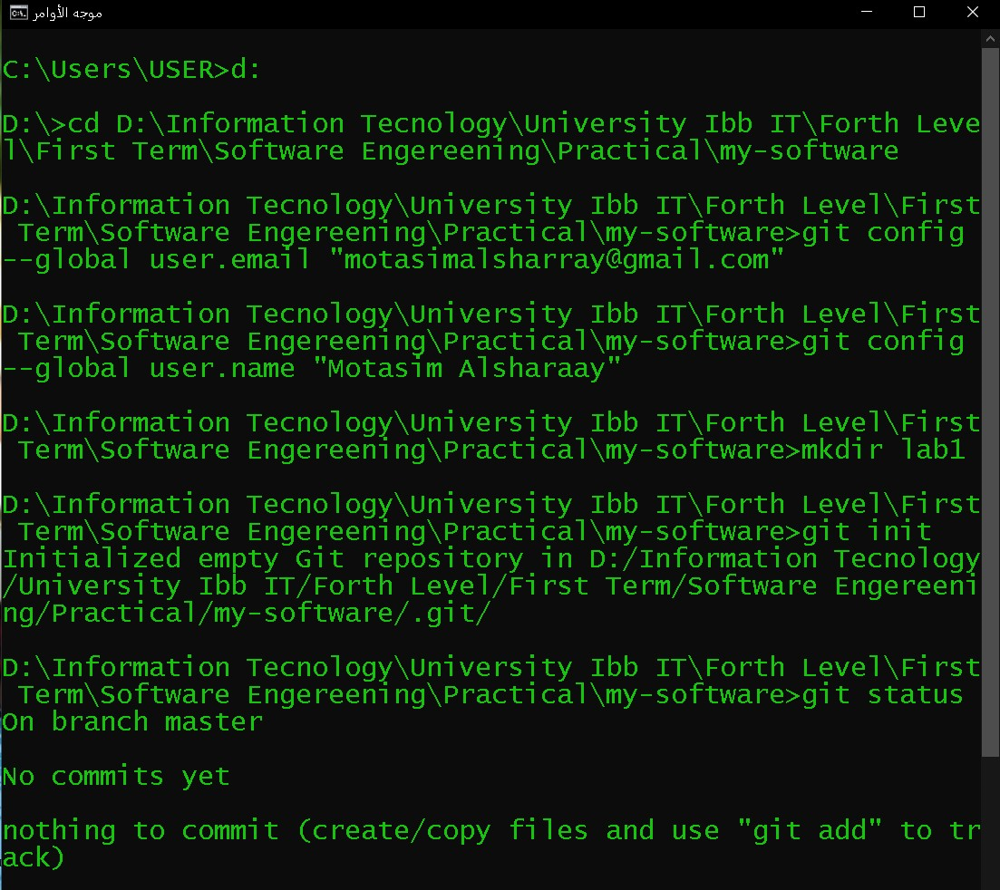 موجه الأوامر
C:\Users\USER>d:
D:\>cd D:\Information Tecnology\University Ibb IT\Forth Leve
l\First Term\Software Engereening\Practical\my-software
D:\Information Tecnology\University Ibb IT\Forth Level\First
 Term\Software Engereening\Practical\my-software>git config
--global user.email "motasimalsharray@gmail.com"
D:\Information Tecnology\University Ibb IT\Forth Level\First
 Term\Software Engereening\Practical\my-software>git config
--global user.name "Motasim Alsharaay"
D:\Information Tecnology\University Ibb IT\Forth Level\First
 Term\Software Engereening\Practical\my-software>mkdir lab1
D:\Information Tecnology\University Ibb IT\Forth Level\First
 Term\Software Engereening\Practical\my-software>git init
Initialized empty Git repository in D:/Information Tecnology
/University Ibb IT/Forth Level/First Term/Software Engereeni
ng/Practical/my-software/.git/
D:\Information Tecnology\University Ibb IT\Forth Level\First
 Term\Software Engereening\Practical\my-software>git status
On branch master
No commits yet
nothing to commit (create/copy files and use "git add" to tr
ack)